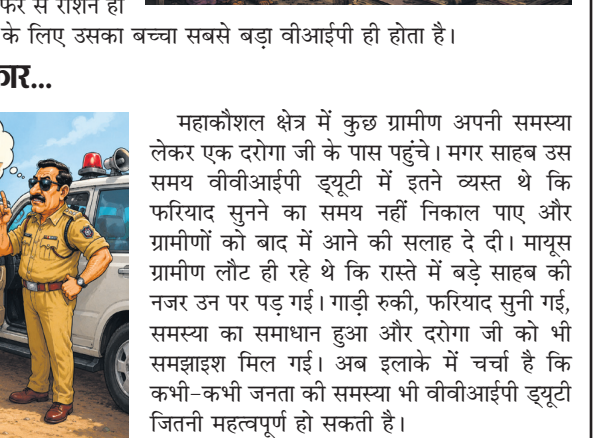 फिर से रोशन हो
के लिए उसका बच्चा सबसे बड़ा वीआईपी ही होता है।
कार...
महाकौशल क्षेत्र में कुछ ग्रामीण अपनी समस्या
लेकर एक दरोगा जी के पास पहुंचे। मगर साहब उस
समय वीवीआईपी ड्यूटी में इतने व्यस्त थे कि
फरियाद सुनने का समय नहीं निकाल पाए और
ग्रामीणों को बाद में आने की सलाह दे दी। मायूस
ग्रामीण लौट ही रहे थे कि रास्ते में बड़े साहब की
नजर उन पर पड़ गई। गाड़ी रुकी, फरियाद सुनी गई,
समस्या का समाधान हुआ और दरोगा जी को भी
समझाइश मिल गई। अब इलाके में चर्चा है कि
कभी-कभी जनता की समस्या भी वीवीआईपी ड्यूटी
जितनी महत्वपूर्ण हो सकती है।